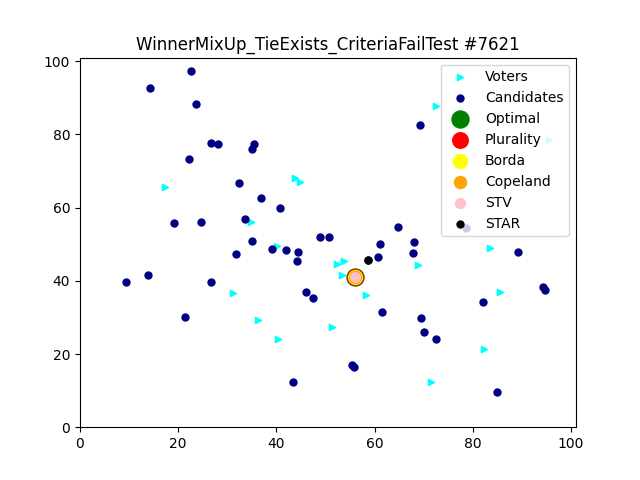 WinnerMixUp_TieExists_CriteriaFailTest #7621
100
80
60
40
20
0
0 20 40 60 80 100
Voters
Candidates
Optimal
Plurality
Borda
Copeland
STV
STAR